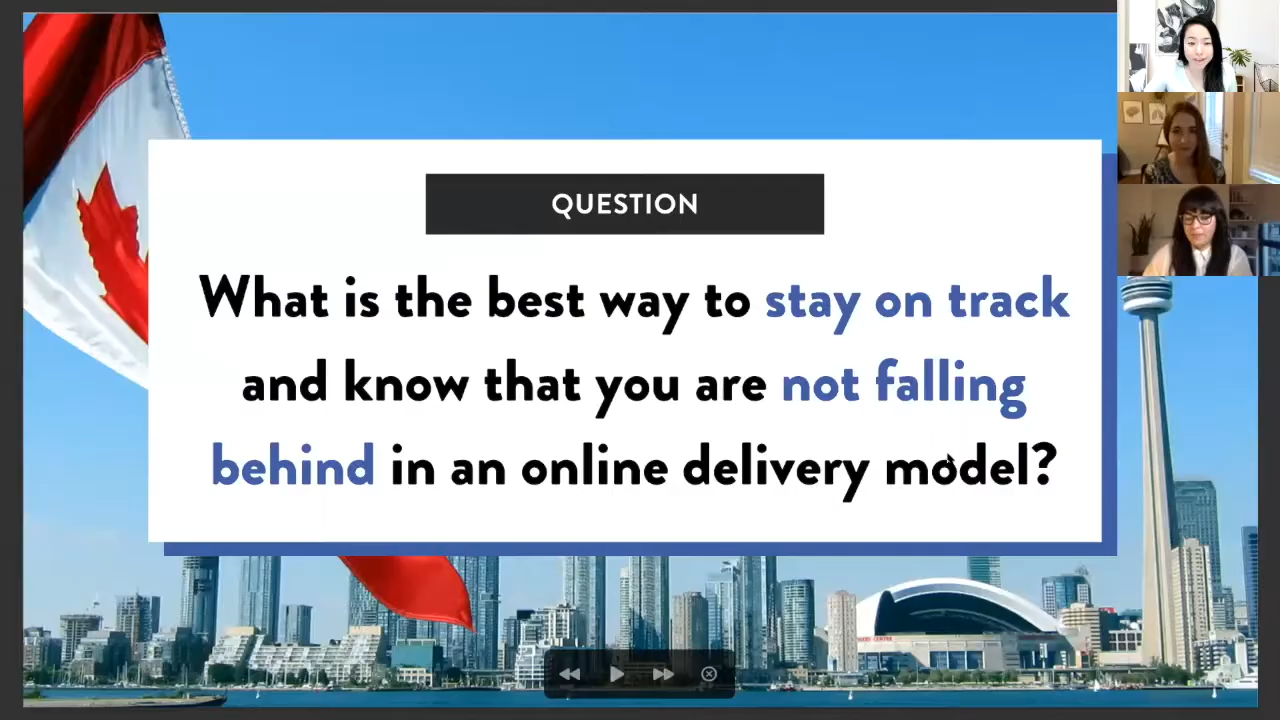 QUESTION
What is the best way to stay on track
and know that you are not falling
behind in an online delivery model?